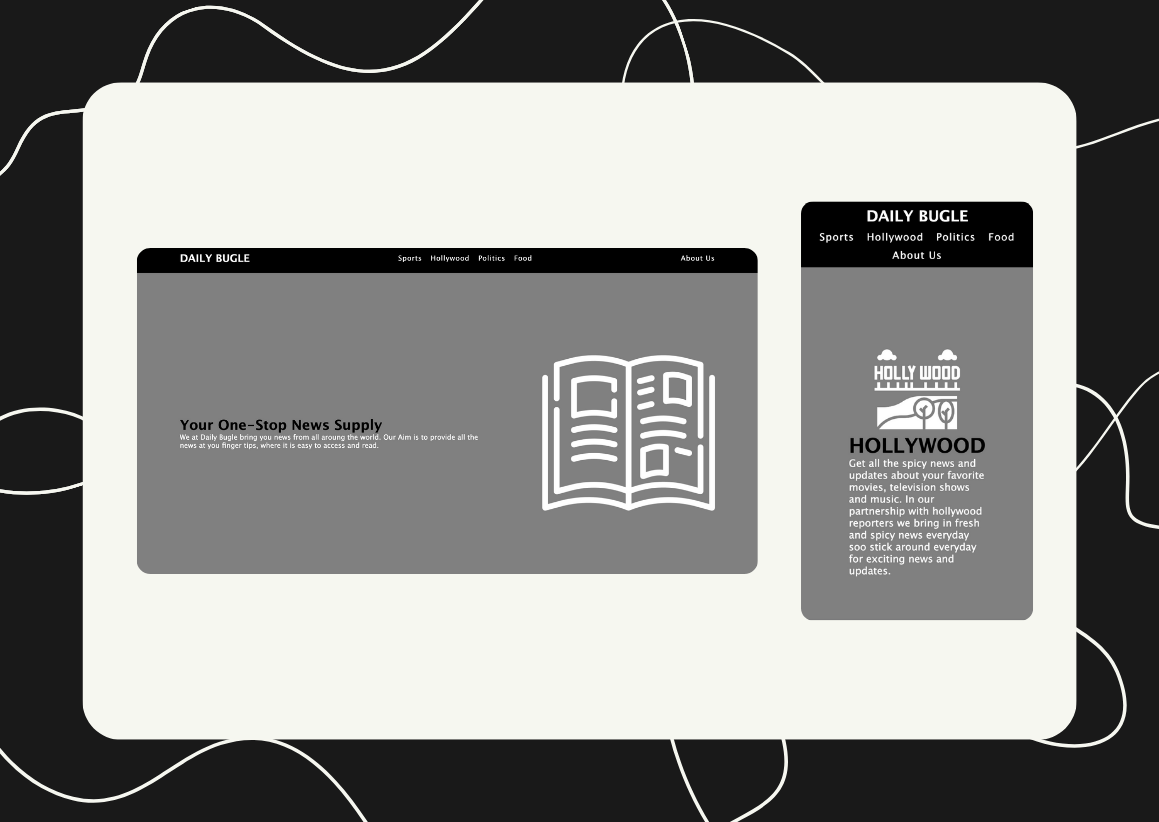 DAILY BUGLE
Sports Hollywood Politics Food
About Us
Your One-Stop News Supply
We at Daily Bugle bring you news from all aroung the world. Our Aim is to provide all the
news at you finger tips, where it is easy to access and read.
DAILY BUGLE
Sports Hollywood Politics Food
About Us
HOLLY WOOD
HOLLYWOOD
Get all the spicy news and
updates about your favorite
movies, television shows
and music. In our
partnership with hollywood
reporters we bring in fresh
and spicy news everyday
soo stick around everyday
for exciting news and
updates.